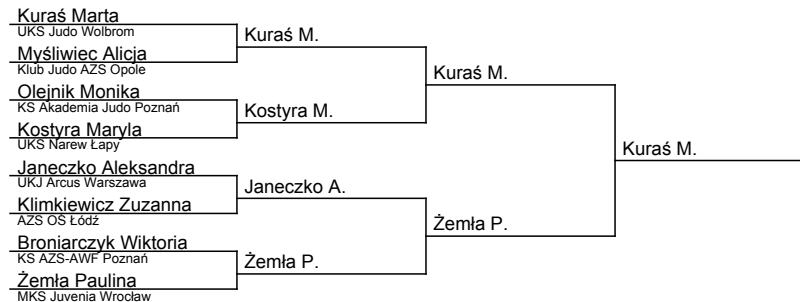 Kuraś Marta
UKS Judo Wolbrom
Kuraś M.
Myśliwiec Alicja
Klub Judo AZS Opole
Kuraś M.
Olejnik Monika
KS Akademia Judo Poznań
Kostyra M.
Kostyra Maryla
UKS Narew Łapy
Kuraś M.
Janeczko Aleksandra
UKJ Arcus Warszawa
Janeczko A.
Klimkiewicz Zuzanna
AZS OŚ Łódź
Żemła P.
Broniarczyk Wiktoria
KS AZS-AWF Poznań
Żemła P.
Żemła Paulina
MKS Juvenia Wrocław